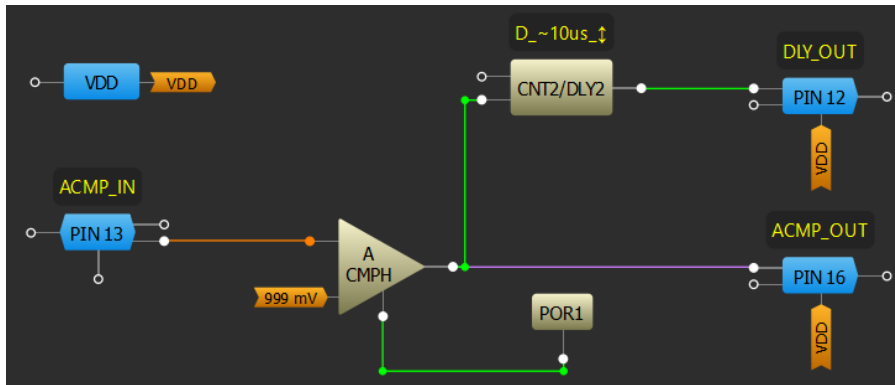 D_~10us_↕
DLY_OUT
VDD
VDD
CNT2/DLY2
PIN 12
VDD
ACMP_IN
PIN 13
A
CMPH
999 mV
ACMP_OUT
PIN 16
POR1
VDD